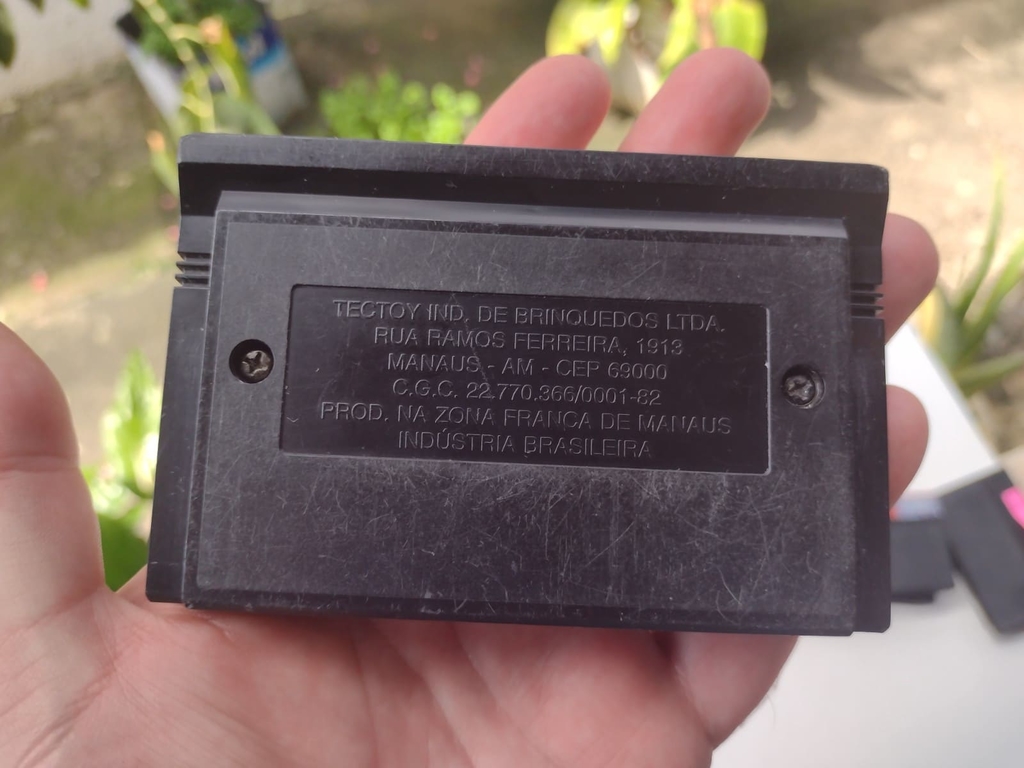 TECTOY IND. DE BRINQUEDOS LTDA.
RUA RAMOS FERREIRA, 1913
MANAUS - AM - CEP 69000
C.G.C. 22.770.366/0001-82
PROD. NA ZONA FRANCA DE MANAUS
INDÚSTRIA BRASILEIRA